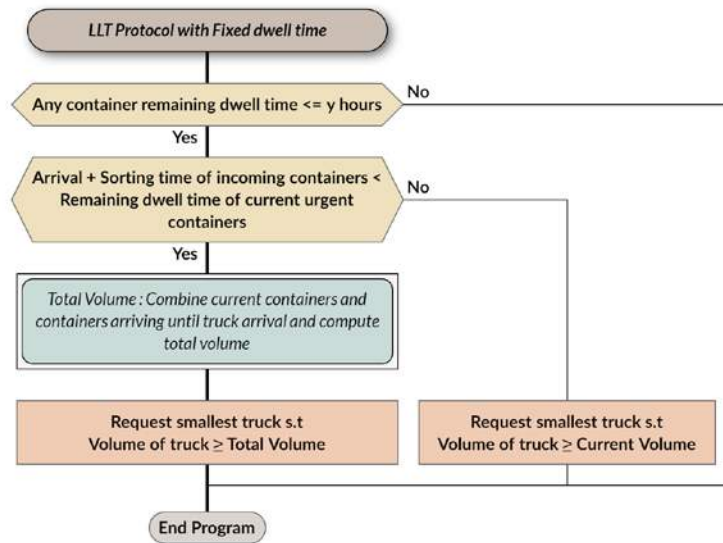 LLT Protocol with Fixed dwell time
Any container remaining dwell time <= y hours
No
Yes
Arrival + Sorting time of incoming containers <
Remaining dwell time of current urgent
containers
No
Yes
Total Volume : Combine current containers and
containers arriving until truck arrival and compute
total volume
Request smallest truck s.t
Volume of truck ≥ Total Volume
Request smallest truck s.t
Volume of truck ≥ Current Volume
End Program